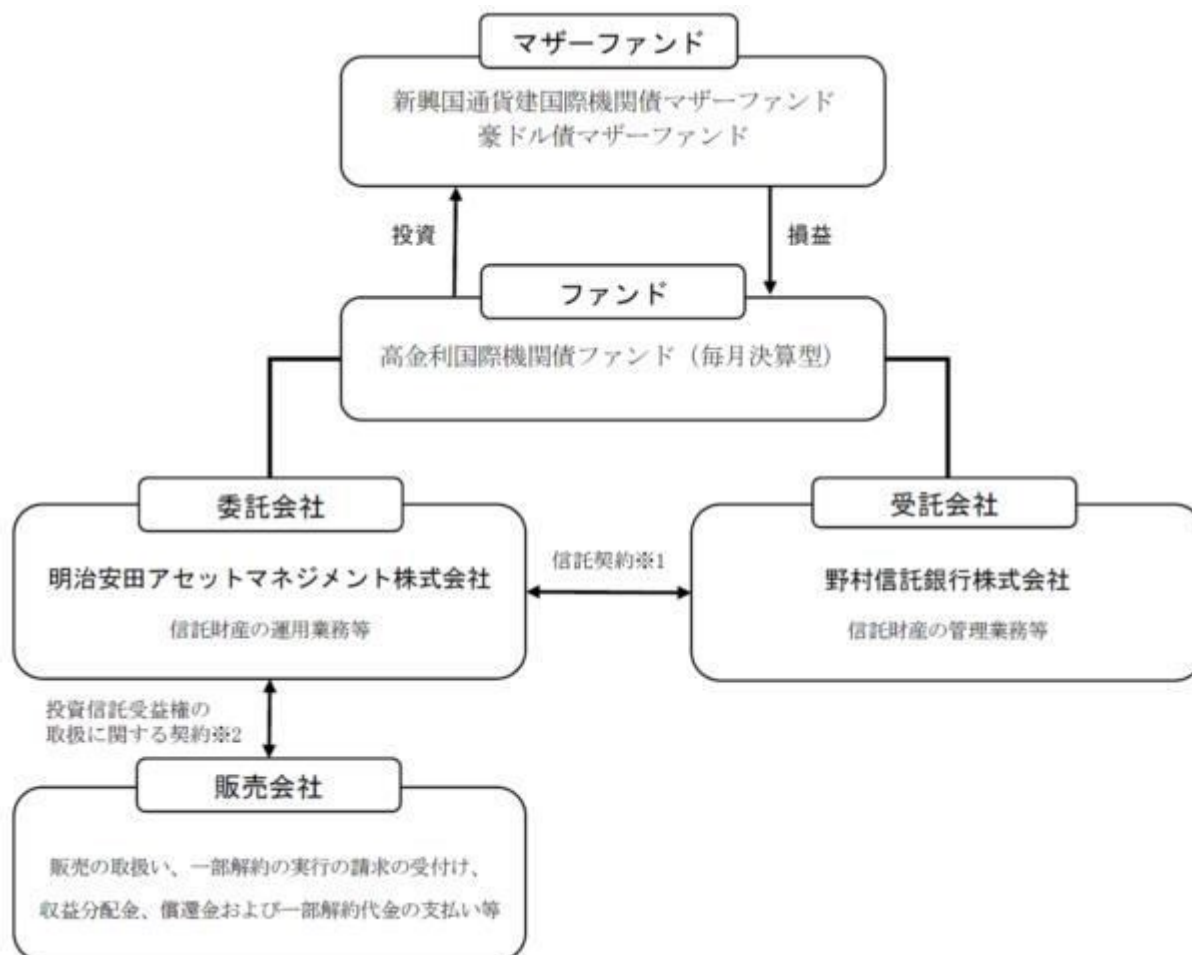 マザーファンド
新興国通貨建国際機関債マザーファンド
豪ドル債マザーファンド
投資
損益
ファンド
高金利国際機関債ファンド（毎月決算型）
委託会社
明治安田アセットマネジメント株式会社
信託財産の運用業務等
信託契約※1
受託会社
野村信託銀行株式会社
信託財産の管理業務等
投資信託受益権の
取扱に関する契約※2
販売会社
販売の取扱い、一部解約の実行の請求の受付け、
収益分配金、償還金および一部解約代金の支払い等